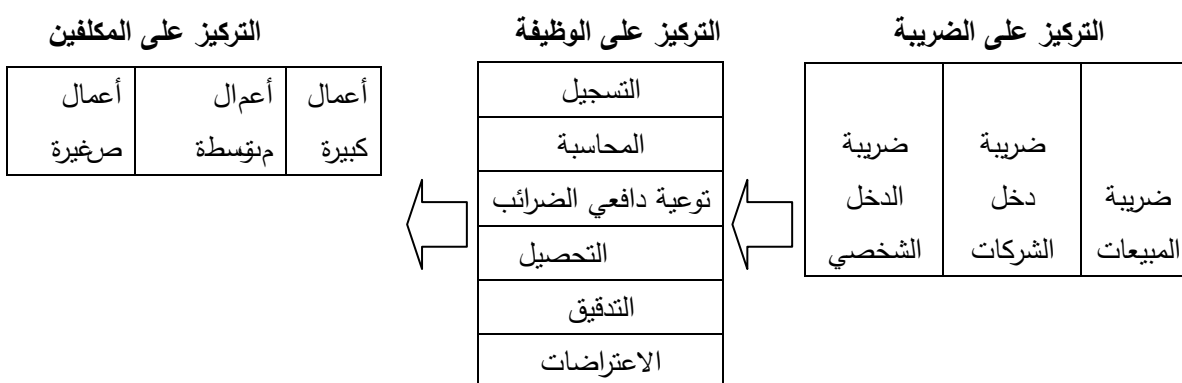 التركيز على الضريبة
التركيز على الوظيفة
التركيز على المكلفين
ضريبة
المبيعات
ضريبة
دخل
الشركات
ضريبة
الدخل
الشخصي
التسجيل
المحاسبة
توعية دافعي الضرائب
التحصيل
التدقيق
الاعتراضات
أعمال
كبيرة
أعمال
متوسطة
أعمال
صغيرة